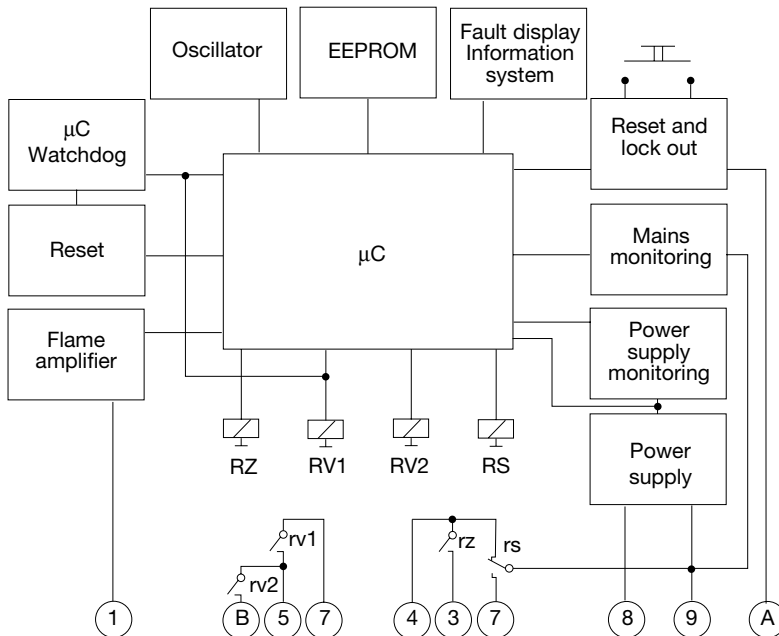 Oscillator
EEPROM
Fault display
Information
system
μC
Watchdog
Reset and
lock out
Reset
μC
Mains
monitoring
Flame
amplifier
Power
supply
monitoring
RZ
RV1
RV2
RS
Power
supply
rv1
rz
rs
rv2
1
B
5
7
4
3
7
8
9
A